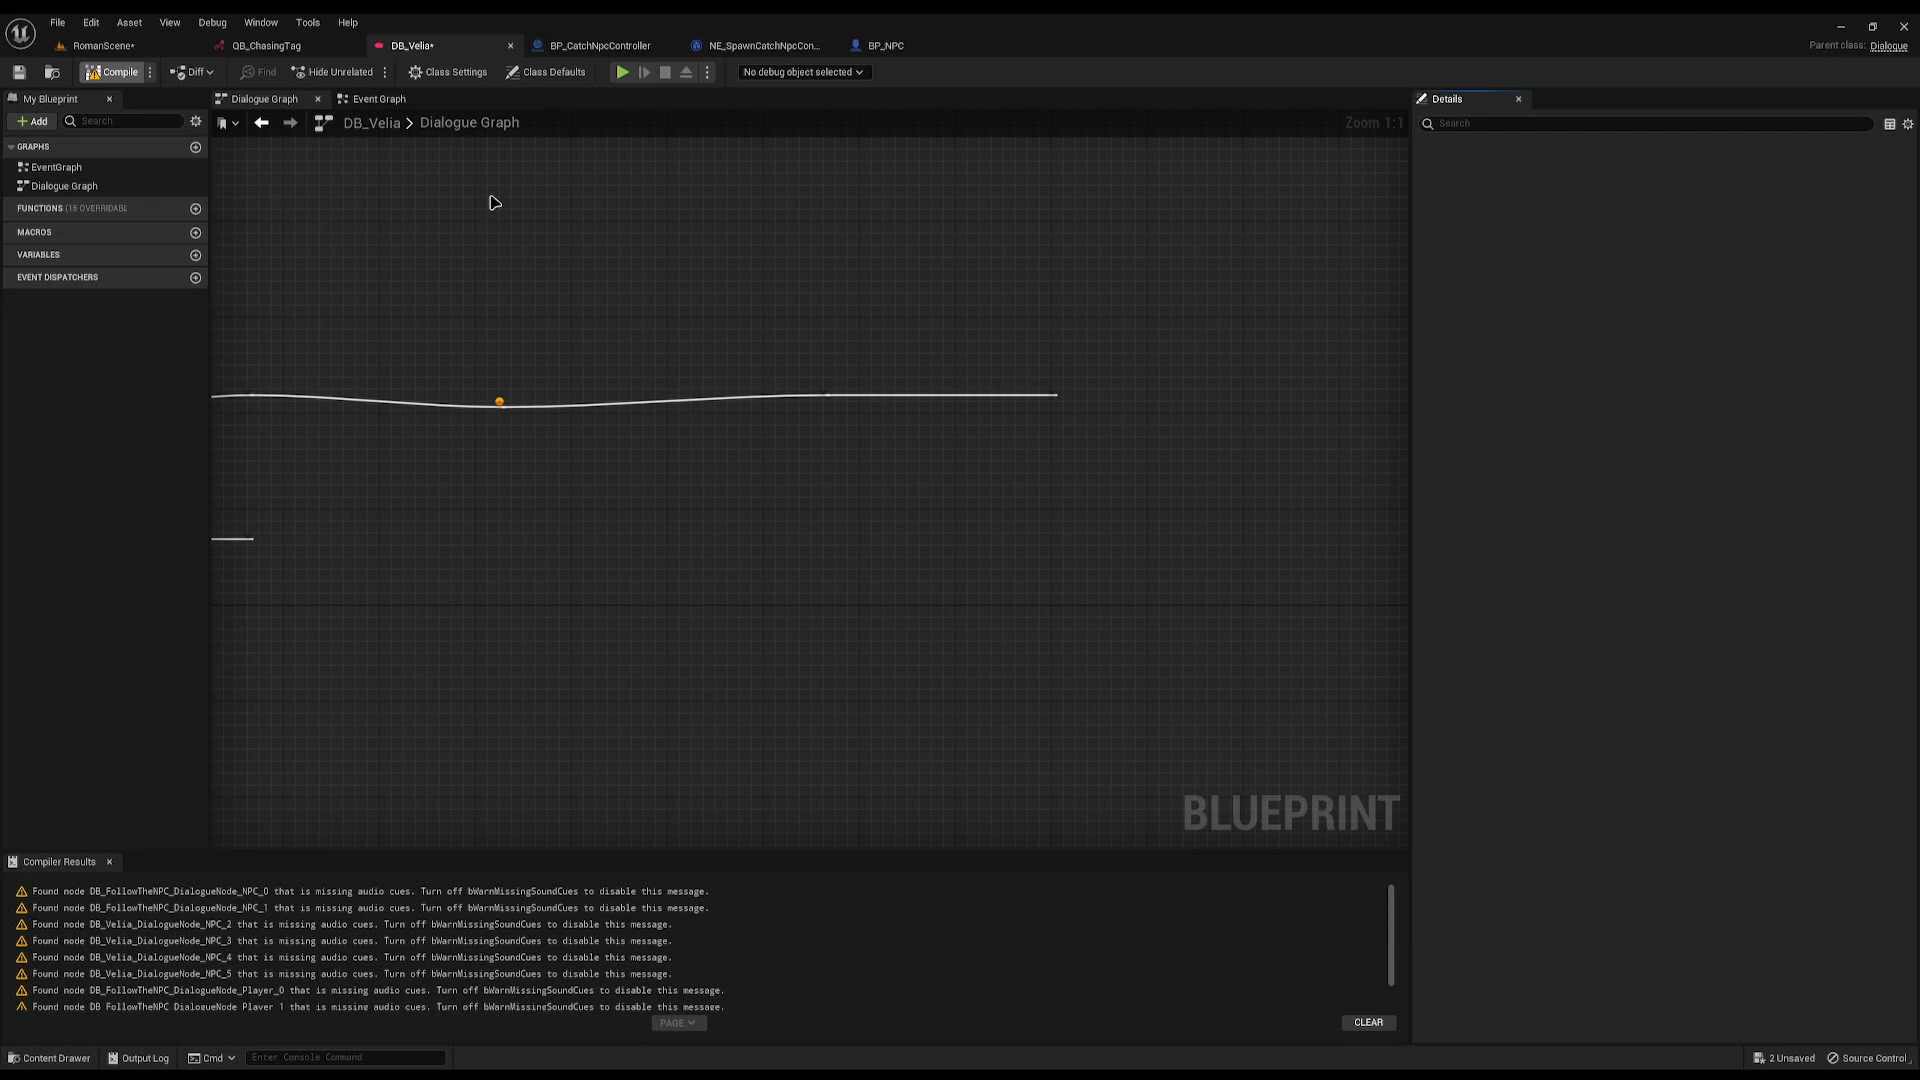 File Edit Asset View Debug Window Tools Help
RomanScene* QB_ChasingTag DB_Velia* BP_CatchNpcController NE_SpawnCatchNpcCon... BP_NPC Parent class: Dialogue
Compile Diff Find Hide Unrelated Class Settings Class Defaults No debug object selected
My Blueprint Dialogue Graph Event Graph Details
Add Search DB_Velia > Dialogue Graph Zoom 1:1 Search
GRAPHS
EventGraph
Dialogue Graph
FUNCTIONS (15 OVERRIDABL
MACROS
VARIABLES
EVENT DISPATCHERS
BLUEPRINT
Compiler Results
Found node DB_FollowTheNPC_DialogueNode_NPC_0 that is missing audio cues. Turn off bWarnMissingSoundCues to disable this message.
Found node DB_FollowTheNPC_DialogueNode_NPC_1 that is missing audio cues. Turn off bWarnMissingSoundCues to disable this message.
Found node DB_Velia_DialogueNode_NPC_2 that is missing audio cues. Turn off bWarnMissingSoundCues to disable this message.
Found node DB_Velia_DialogueNode_NPC_3 that is missing audio cues. Turn off bWarnMissingSoundCues to disable this message.
Found node DB_Velia_DialogueNode_NPC_4 that is missing audio cues. Turn off bWarnMissingSoundCues to disable this message.
Found node DB_Velia_DialogueNode_NPC_5 that is missing audio cues. Turn off bWarnMissingSoundCues to disable this message.
Found node DB_FollowTheNPC_DialogueNode_Player_0 that is missing audio cues. Turn off bWarnMissingSoundCues to disable this message.
Found node DB_FollowTheNPC_DialogueNode_Player_1 that is missing audio cues. Turn off bWarnMissingSoundCues to disable this message.
PAGE CLEAR
Content Drawer Output Log Cmd Enter Console Command 2 Unsaved Source Control